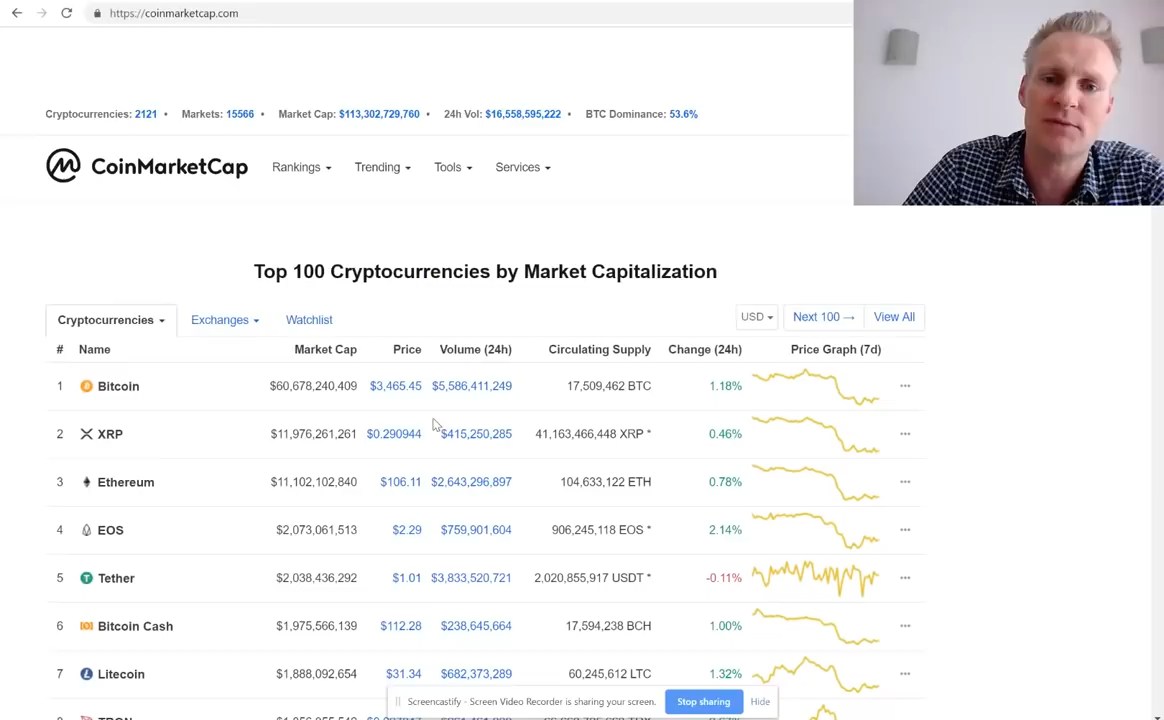 https://coinmarketcap.com
Cryptocurrencies: 2121 • Markets: 15566 • Market Cap: $113,302,729,760 • 24h Vol: $16,558,595,222 • BTC Dominance: 53.6%
CoinMarketCap Rankings Trending Tools Services
Top 100 Cryptocurrencies by Market Capitalization
Cryptocurrencies Exchanges Watchlist USD Next 100 → View All
# Name Market Cap Price Volume (24h) Circulating Supply Change (24h) Price Graph (7d)
1 Bitcoin $60,678,240,409 $3,465.45 $5,586,411,249 17,509,462 BTC 1.18%
2 XRP $11,976,261,261 $0.290944 $415,250,285 41,163,466,448 XRP * 0.46%
3 Ethereum $11,102,102,840 $106.11 $2,643,296,897 104,633,122 ETH 0.78%
4 EOS $2,073,061,513 $2.29 $759,901,604 906,245,118 EOS * 2.14%
5 Tether $2,038,436,292 $1.01 $3,833,520,721 2,020,855,917 USDT * -0.11%
6 Bitcoin Cash $1,975,566,139 $112.28 $238,645,664 17,594,238 BCH 1.00%
7 Litecoin $1,888,092,654 $31.34 $682,373,289 60,245,612 LTC 1.32%
Screencastify - Screen Video Recorder is sharing your screen. Stop sharing Hide